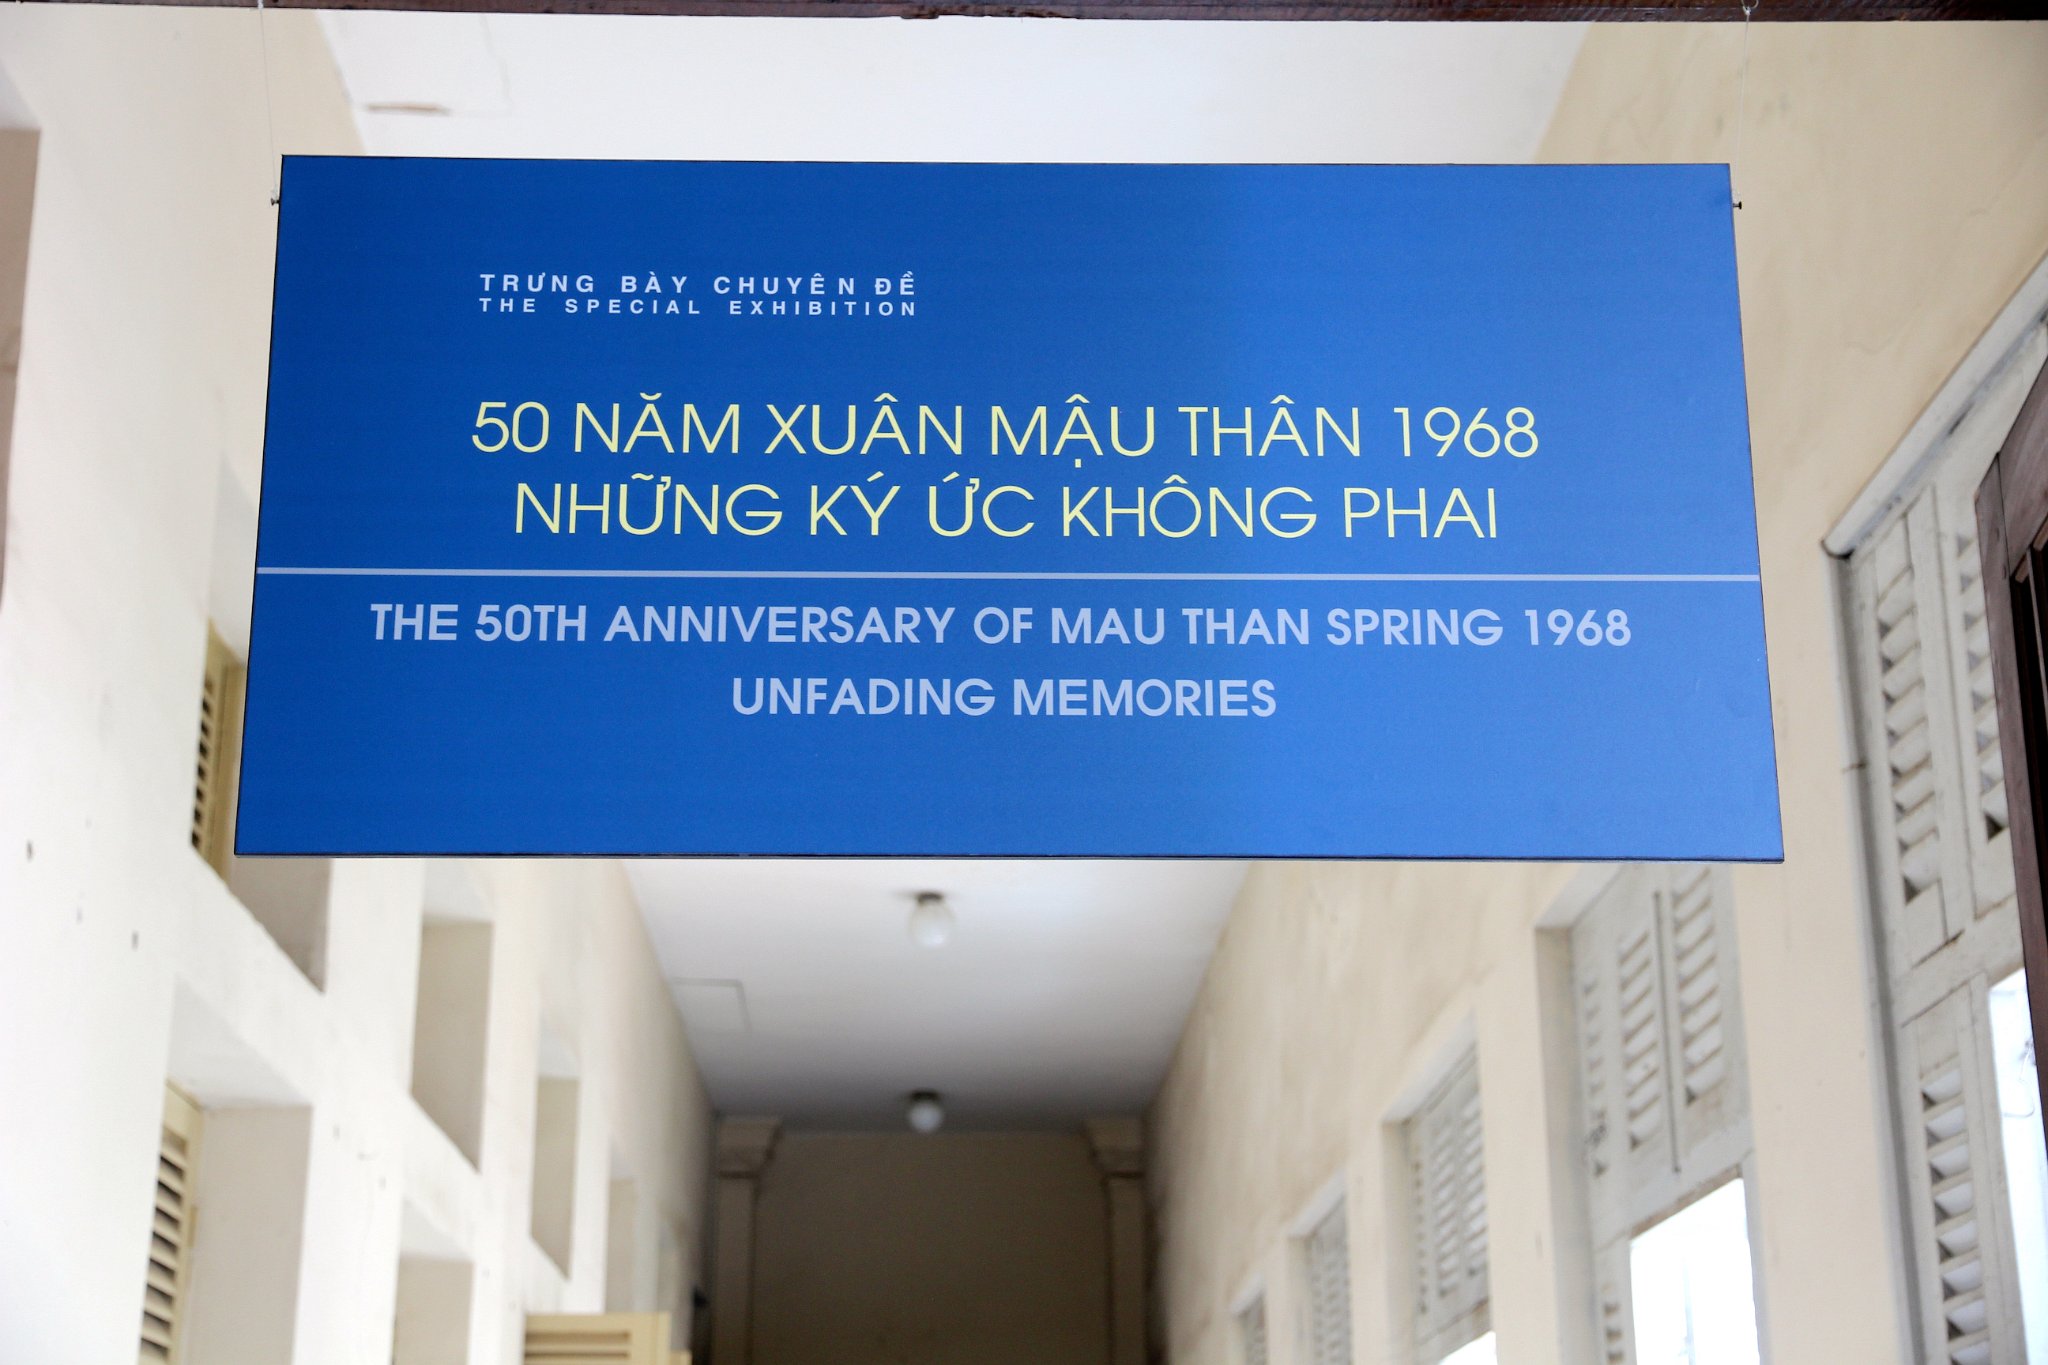 TRƯNG BÀY CHUYÊN ĐỀ
THE SPECIAL EXHIBITION
50 NĂM XUÂN MẬU THÂN 1968
NHỮNG KÝ ỨC KHÔNG PHAI
THE 50TH ANNIVERSARY OF MAU THAN SPRING 1968
UNFADING MEMORIES